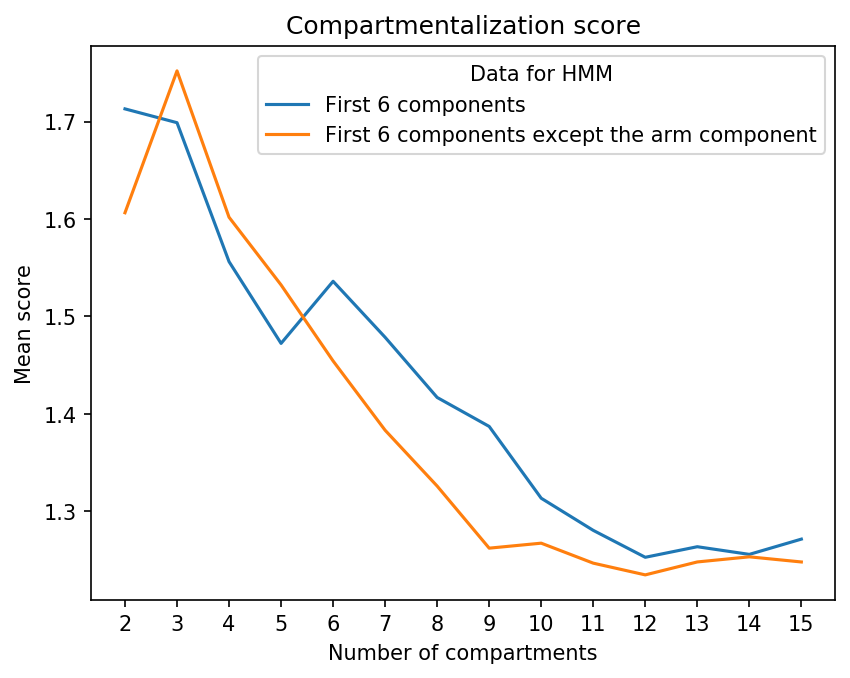 Compartmentalization score
Data for HMM
First 6 components
First 6 components except the arm component
Mean score
1.7
1.6
1.5
1.4
1.3
2 3 4 5 6 7 8 9 10 11 12 13 14 15
Number of compartments